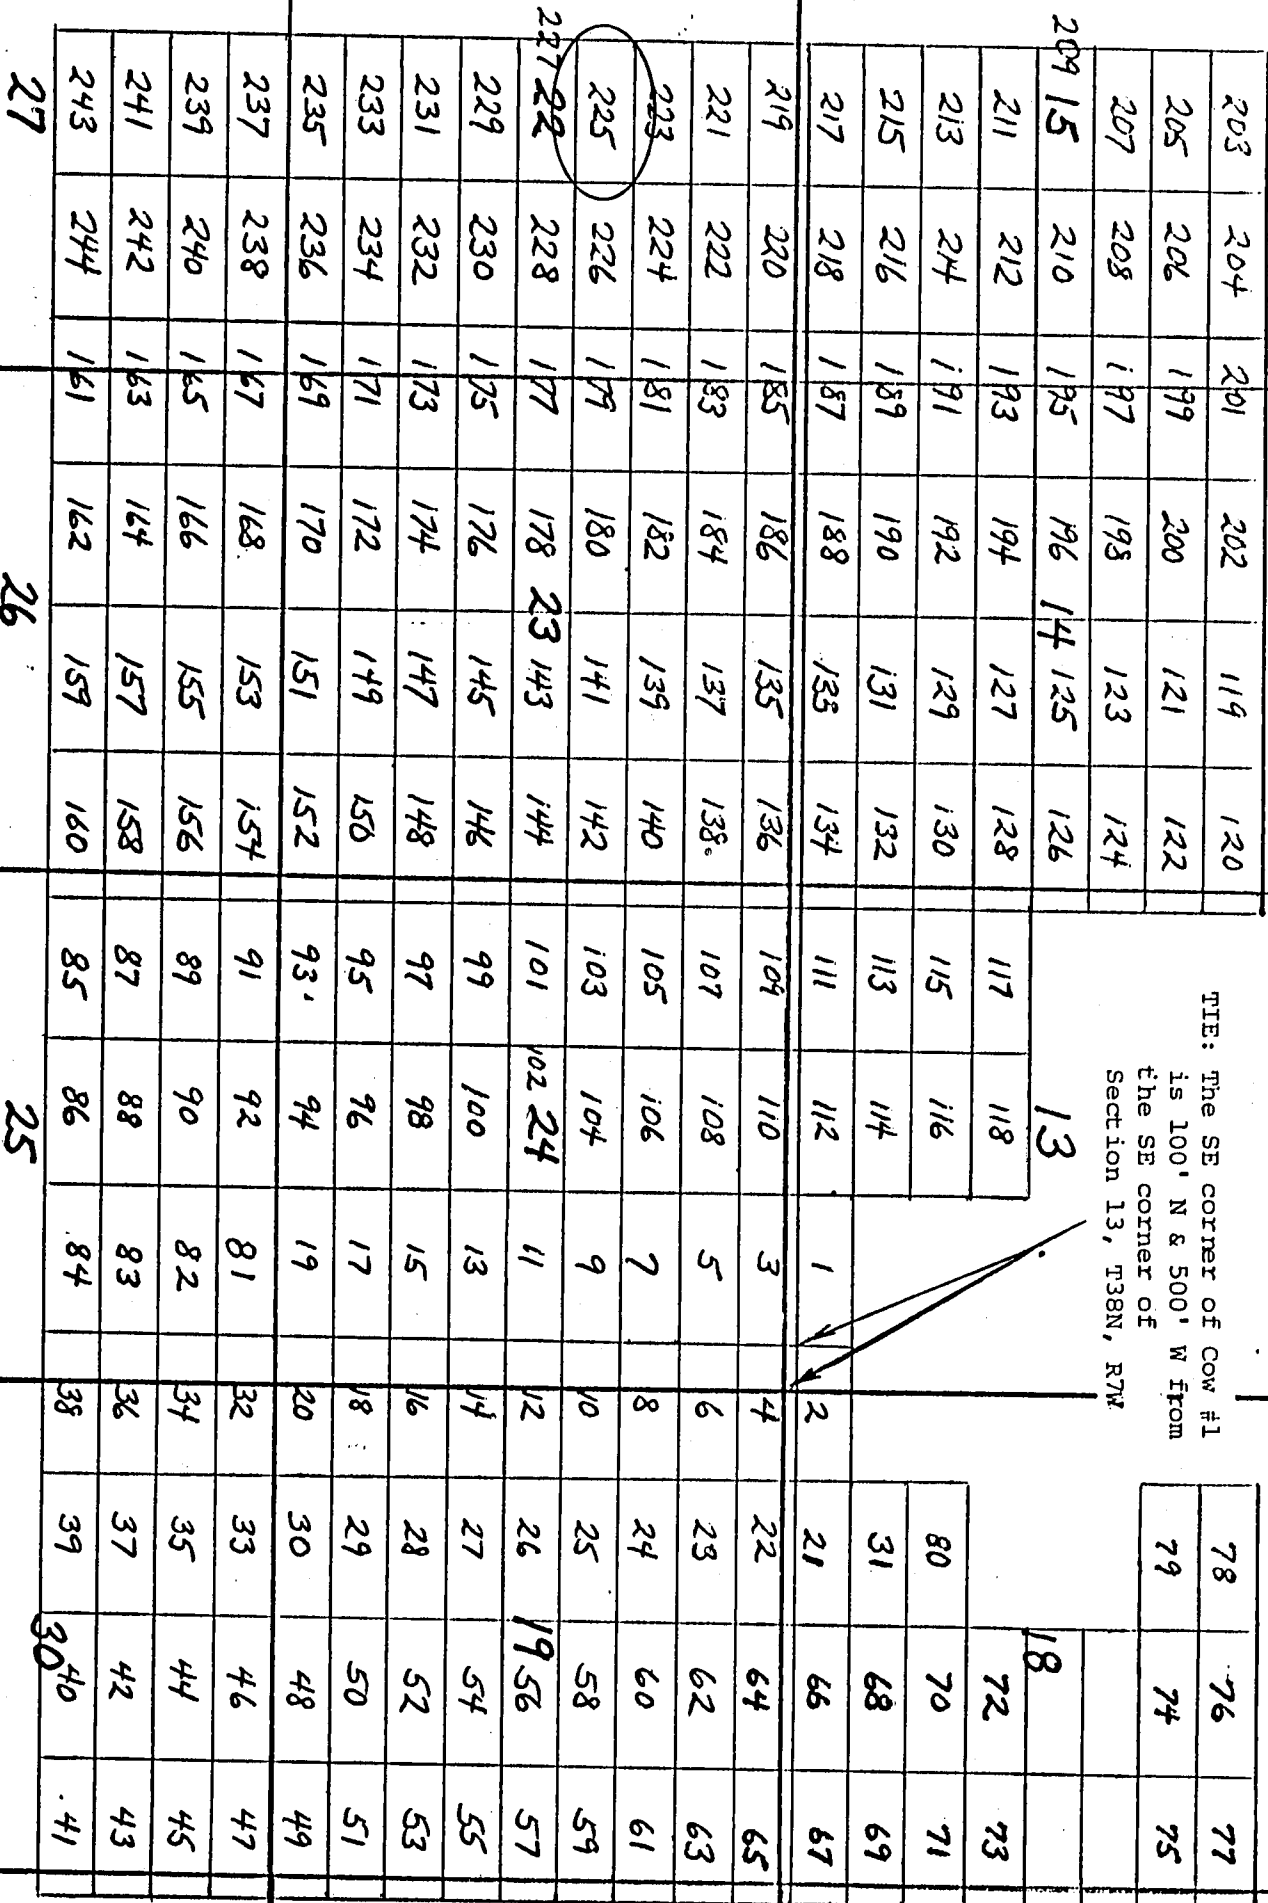 203 204 201 202 119 120 78 76 77
205 206 199 200 121 122 79 74 75
207 208 197 198 123 124
TIE: The SE corner of Cow #1
is 100' N & 500' W from
the SE corner of
Section 13, T38N, R7W
209 15 210 195 196 14 125 126 13 18
211 212 193 194 127 128 117 118 72 73
213 214 191 192 129 130 115 116 80 70 71
215 216 189 190 131 132 113 114 31 68 69
217 218 187 188 133 134 111 112 1 2 21 66 67
219 220 185 186 135 136 109 110 3 4 22 64 65
221 222 183 184 137 138 107 108 5 6 23 62 63
223 224 181 182 139 140 105 106 7 8 24 60 61
225 226 179 180 141 142 103 104 9 10 25 58 59
227 22 228 177 178 23 143 144 101 102 24 11 12 26 19 56 57
229 230 175 176 145 146 99 100 13 14 27 54 55
231 232 173 174 147 148 97 98 15 16 28 52 53
233 234 171 172 149 150 95 96 17 18 29 50 51
235 236 169 170 151 152 93 94 19 20 30 48 49
237 238 167 168 153 154 91 92 81 32 33 46 47
239 240 165 166 155 156 89 90 82 34 35 44 45
241 242 163 164 157 158 87 88 83 36 37 42 43
243 244 161 162 159 160 85 86 84 38 39 40 41
27 26 25 30